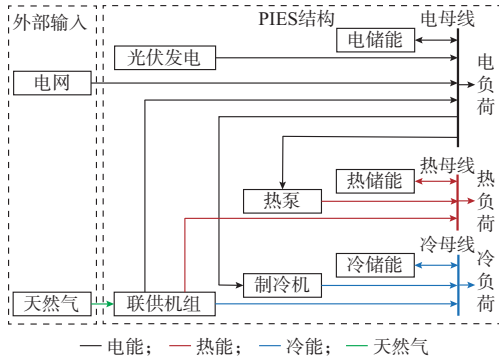 外部输入
PIES结构
电母线
电储能
光伏发电
电网
电负荷
热母线
热储能
热泵
热负荷
冷母线
冷储能
制冷机
冷负荷
天然气
联供机组
电能； 热能； 冷能； 天然气